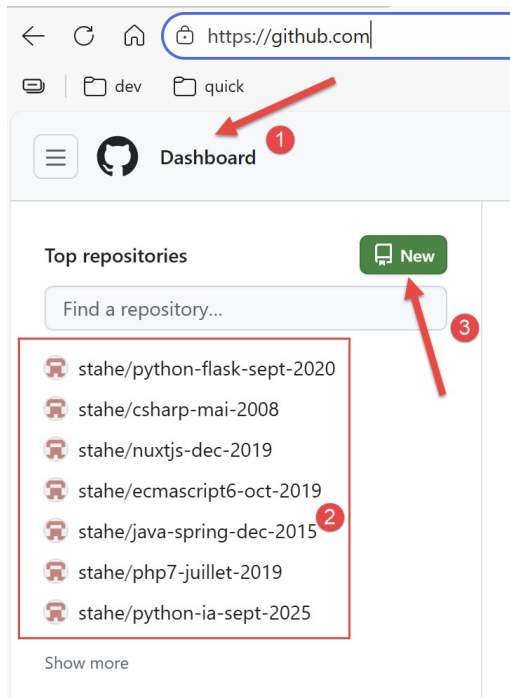 https://github.com
dev quick
1
Dashboard
Top repositories New
Find a repository...
3
stahe/python-flask-sept-2020
stahe/csharp-mai-2008
stahe/nuxtjs-dec-2019
stahe/ecmascript6-oct-2019
2
stahe/java-spring-dec-2015
stahe/php7-juillet-2019
stahe/python-ia-sept-2025
Show more